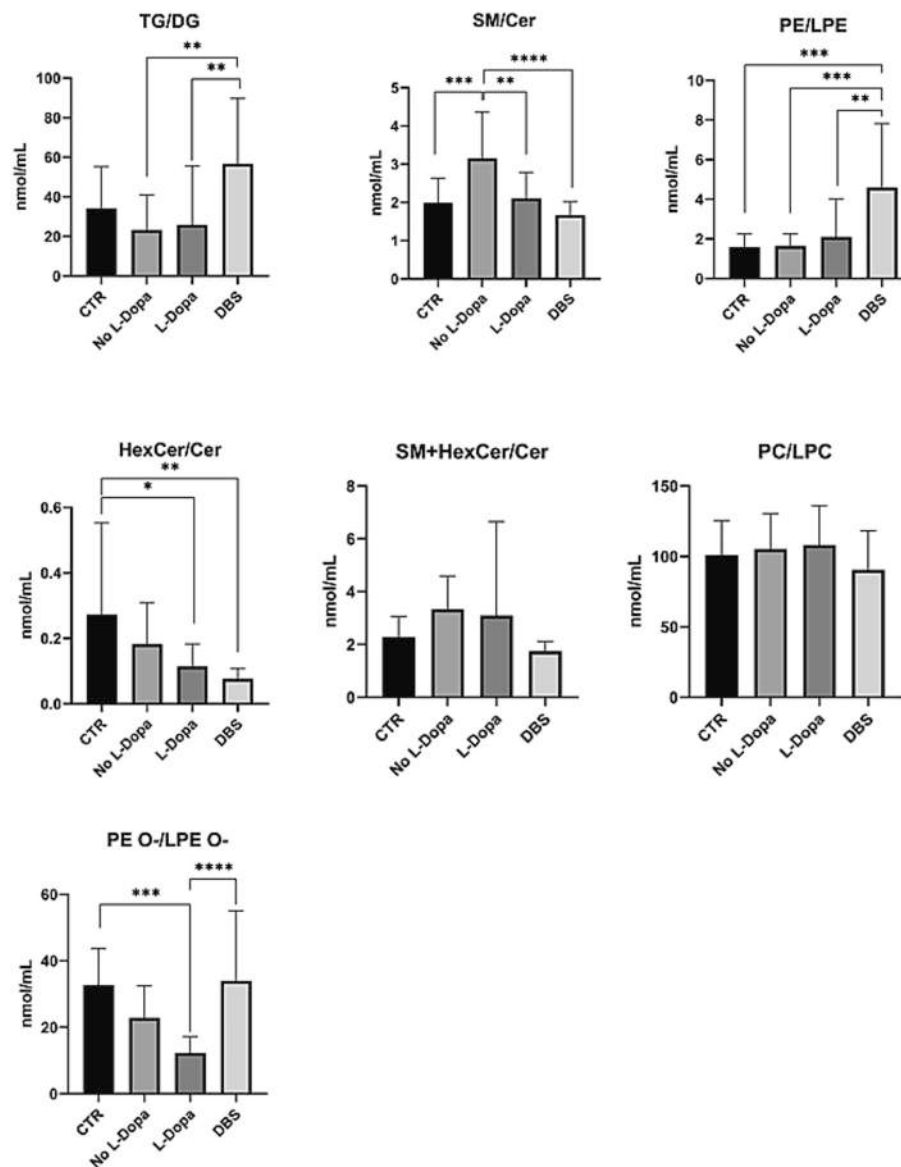 TG/DG
**
**
nmol/mL
100
80
60
40
20
0
CTR
No L-Dopa
L-Dopa
DBS
SM/Cer
****
***
**
nmol/mL
5
4
3
2
1
0
CTR
No L-Dopa
L-Dopa
DBS
PE/LPE
***
***
**
nmol/mL
10
8
6
4
2
0
CTR
No L-Dopa
L-Dopa
DBS
HexCer/Cer
**
*
nmol/mL
0.6
0.4
0.2
0.0
CTR
No L-Dopa
L-Dopa
DBS
SM+HexCer/Cer
nmol/mL
8
6
4
2
0
CTR
No L-Dopa
L-Dopa
DBS
PC/LPC
nmol/mL
150
100
50
0
CTR
No L-Dopa
L-Dopa
DBS
PE O-/LPE O-
****
***
nmol/mL
60
40
20
0
CTR
No L-Dopa
L-Dopa
DBS